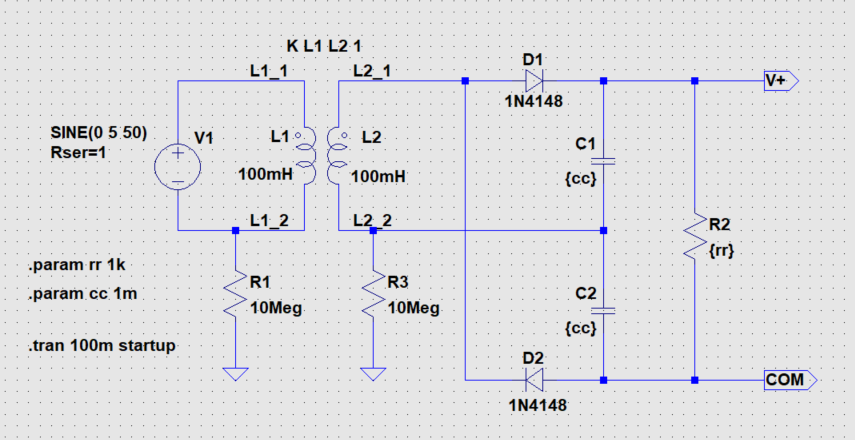 K L1 L2 1
D1
L1_1
L2_1
V+
1N4148
SINE(0 5 50)
Rser=1
V1
L1
L2
C1
100mH
100mH
{cc}
L1_2
L2_2
R2
{rr}
.param rr 1k
R1
R3
.param cc 1m
C2
10Meg
10Meg
{cc}
.tran 100m startup
D2
COM
1N4148